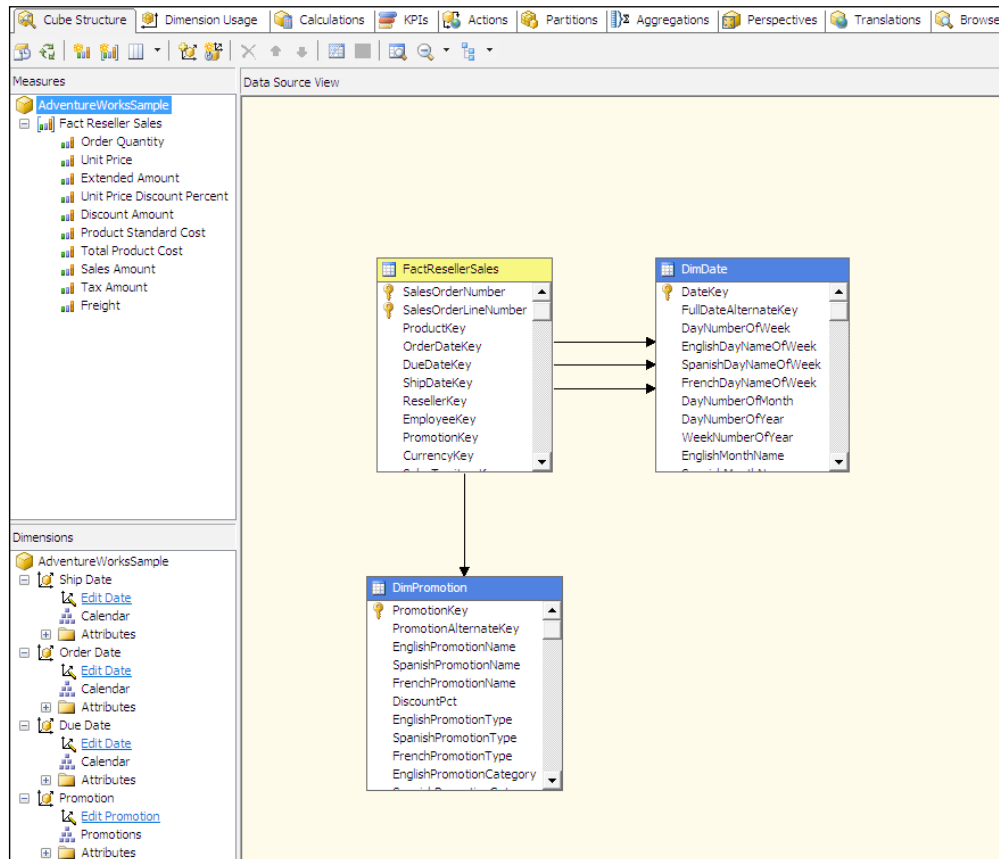 Cube Structure Dimension Usage Calculations KPIs Actions Partitions Aggregations Perspectives Translations Browse
Measures
AdventureWorksSample
Fact Reseller Sales
Order Quantity
Unit Price
Extended Amount
Unit Price Discount Percent
Discount Amount
Product Standard Cost
Total Product Cost
Sales Amount
Tax Amount
Freight
Dimensions
AdventureWorksSample
Ship Date
Edit Date
Calendar
Attributes
Order Date
Edit Date
Calendar
Attributes
Due Date
Edit Date
Calendar
Attributes
Promotion
Edit Promotion
Promotions
Attributes
Data Source View
FactResellerSales
SalesOrderNumber
SalesOrderLineNumber
ProductKey
OrderDateKey
DueDateKey
ShipDateKey
ResellerKey
EmployeeKey
PromotionKey
CurrencyKey
DimDate
DateKey
FullDateAlternateKey
DayNumberOfWeek
EnglishDayNameOfWeek
SpanishDayNameOfWeek
FrenchDayNameOfWeek
DayNumberOfMonth
DayNumberOfYear
WeekNumberOfYear
EnglishMonthName
DimPromotion
PromotionKey
PromotionAlternateKey
EnglishPromotionName
SpanishPromotionName
FrenchPromotionName
DiscountPct
EnglishPromotionType
SpanishPromotionType
FrenchPromotionType
EnglishPromotionCategory